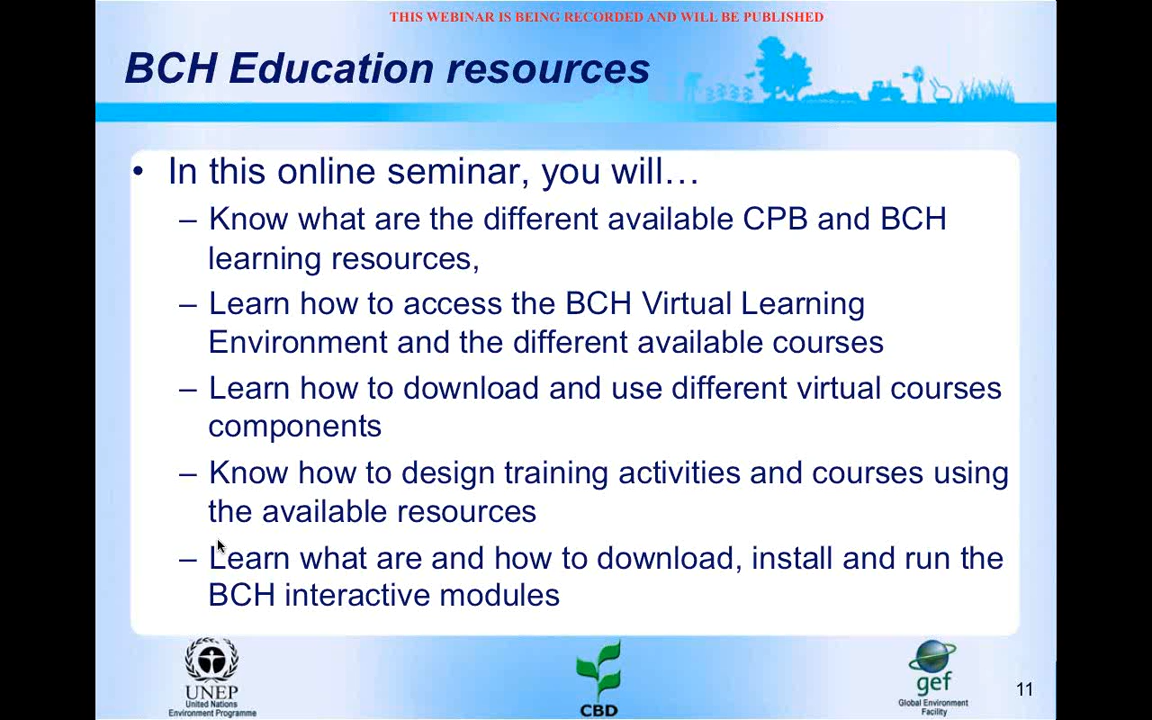 THIS WEBINAR IS BEING RECORDED AND WILL BE PUBLISHED
BCH Education resources
• In this online seminar, you will…
– Know what are the different available CPB and BCH
learning resources,
– Learn how to access the BCH Virtual Learning
Environment and the different available courses
– Learn how to download and use different virtual courses
components
– Know how to design training activities and courses using
the available resources
– Learn what are and how to download, install and run the
BCH interactive modules
UNEP
United Nations
Environment Programme
CBD
gef
Global Environment
Facility
11